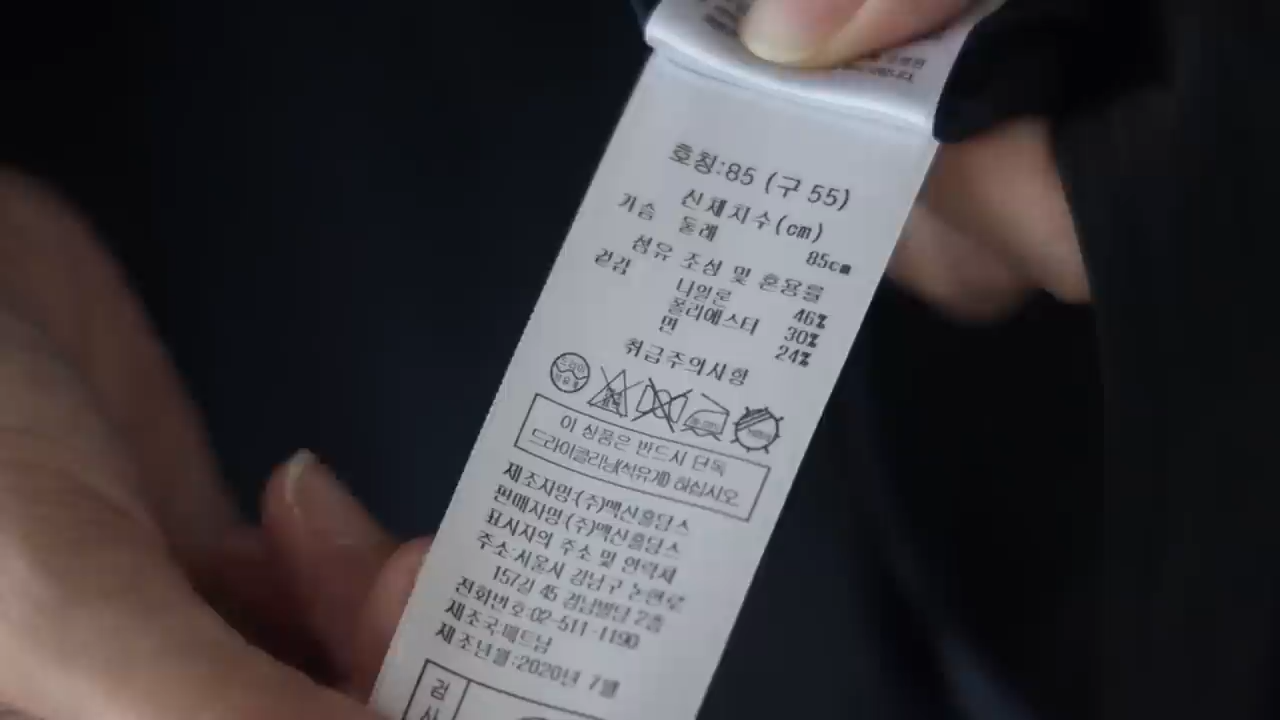 호칭:85 (구 55)
신체치수(cm)
가슴 둘레 85cm
섬유 조성 및 혼용률
겉감 나일론 46%
폴리에스터 30%
면 24%
취급주의사항
드라이
이 상품은 반드시 단독
드라이클리닝(석유계) 하십시오
제조자명:(주)맥신홀딩스
판매자명:(주)맥신홀딩스
표시자의 주소 및 연락처
주소:서울시 강남구 논현로
157길 45 경남빌딩 2층
전화번호:02-511-1190
제조국:베트남
제조년월:2020년 7월
검
사